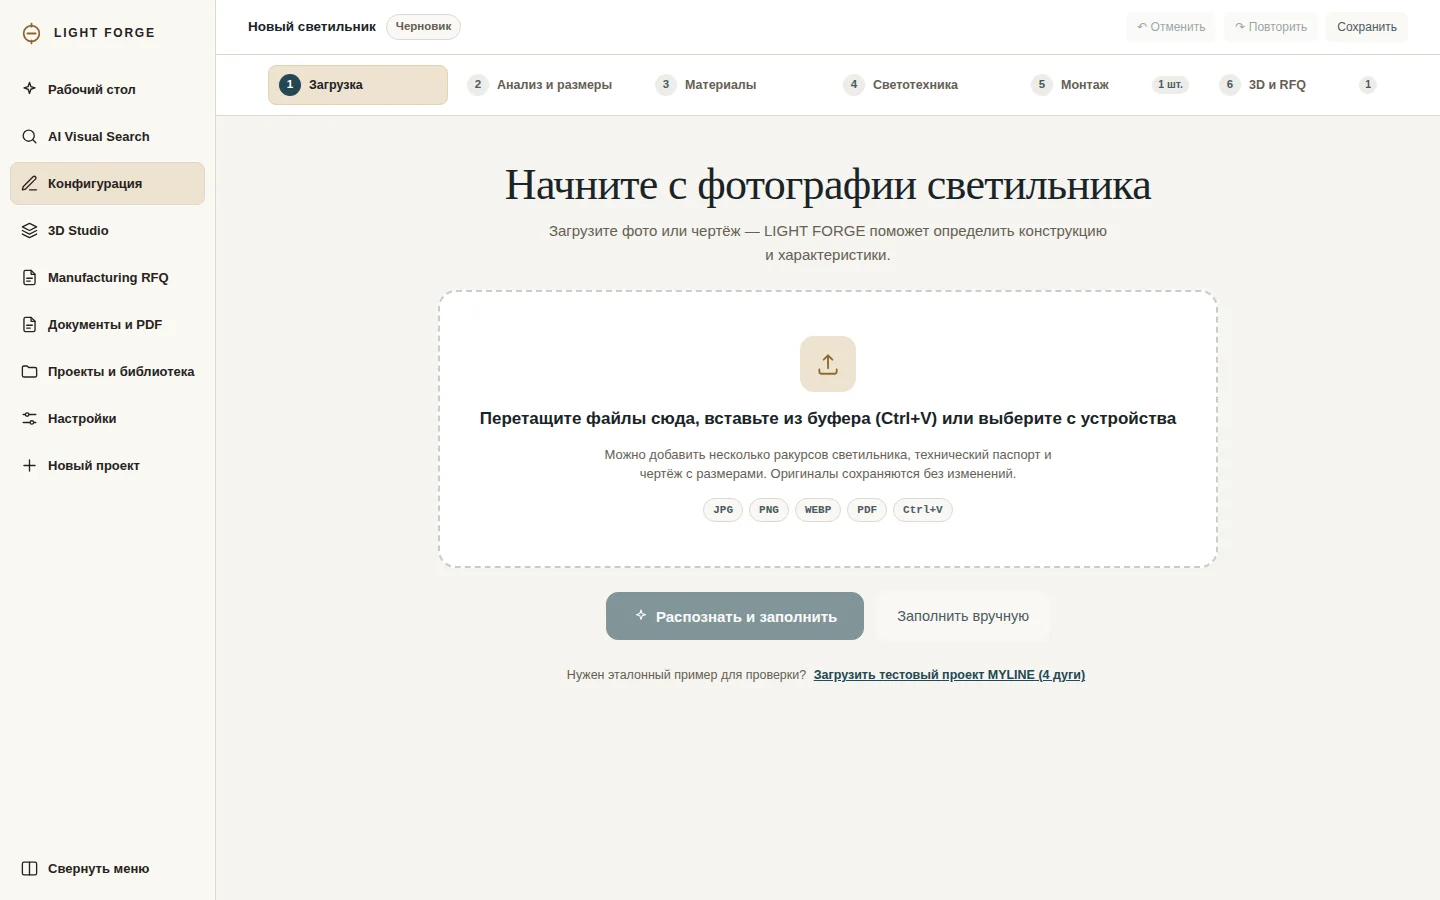 LIGHT FORGE
Рабочий стол
AI Visual Search
Конфигурация
3D Studio
Manufacturing RFQ
Документы и PDF
Проекты и библиотека
Настройки
Новый проект
Свернуть меню
Новый светильник
Черновик
↶ Отменить
↷ Повторить
Сохранить
1 Загрузка
2 Анализ и размеры
3 Материалы
4 Светотехника
5 Монтаж
1 шт.
6 3D и RFQ
1
Начните с фотографии светильника
Загрузите фото или чертёж — LIGHT FORGE поможет определить конструкцию
и характеристики.
Перетащите файлы сюда, вставьте из буфера (Ctrl+V) или выберите с устройства
Можно добавить несколько ракурсов светильника, технический паспорт и
чертёж с размерами. Оригиналы сохраняются без изменений.
JPG PNG WEBP PDF Ctrl+V
Распознать и заполнить
Заполнить вручную
Нужен эталонный пример для проверки? Загрузить тестовый проект MYLINE (4 дуги)